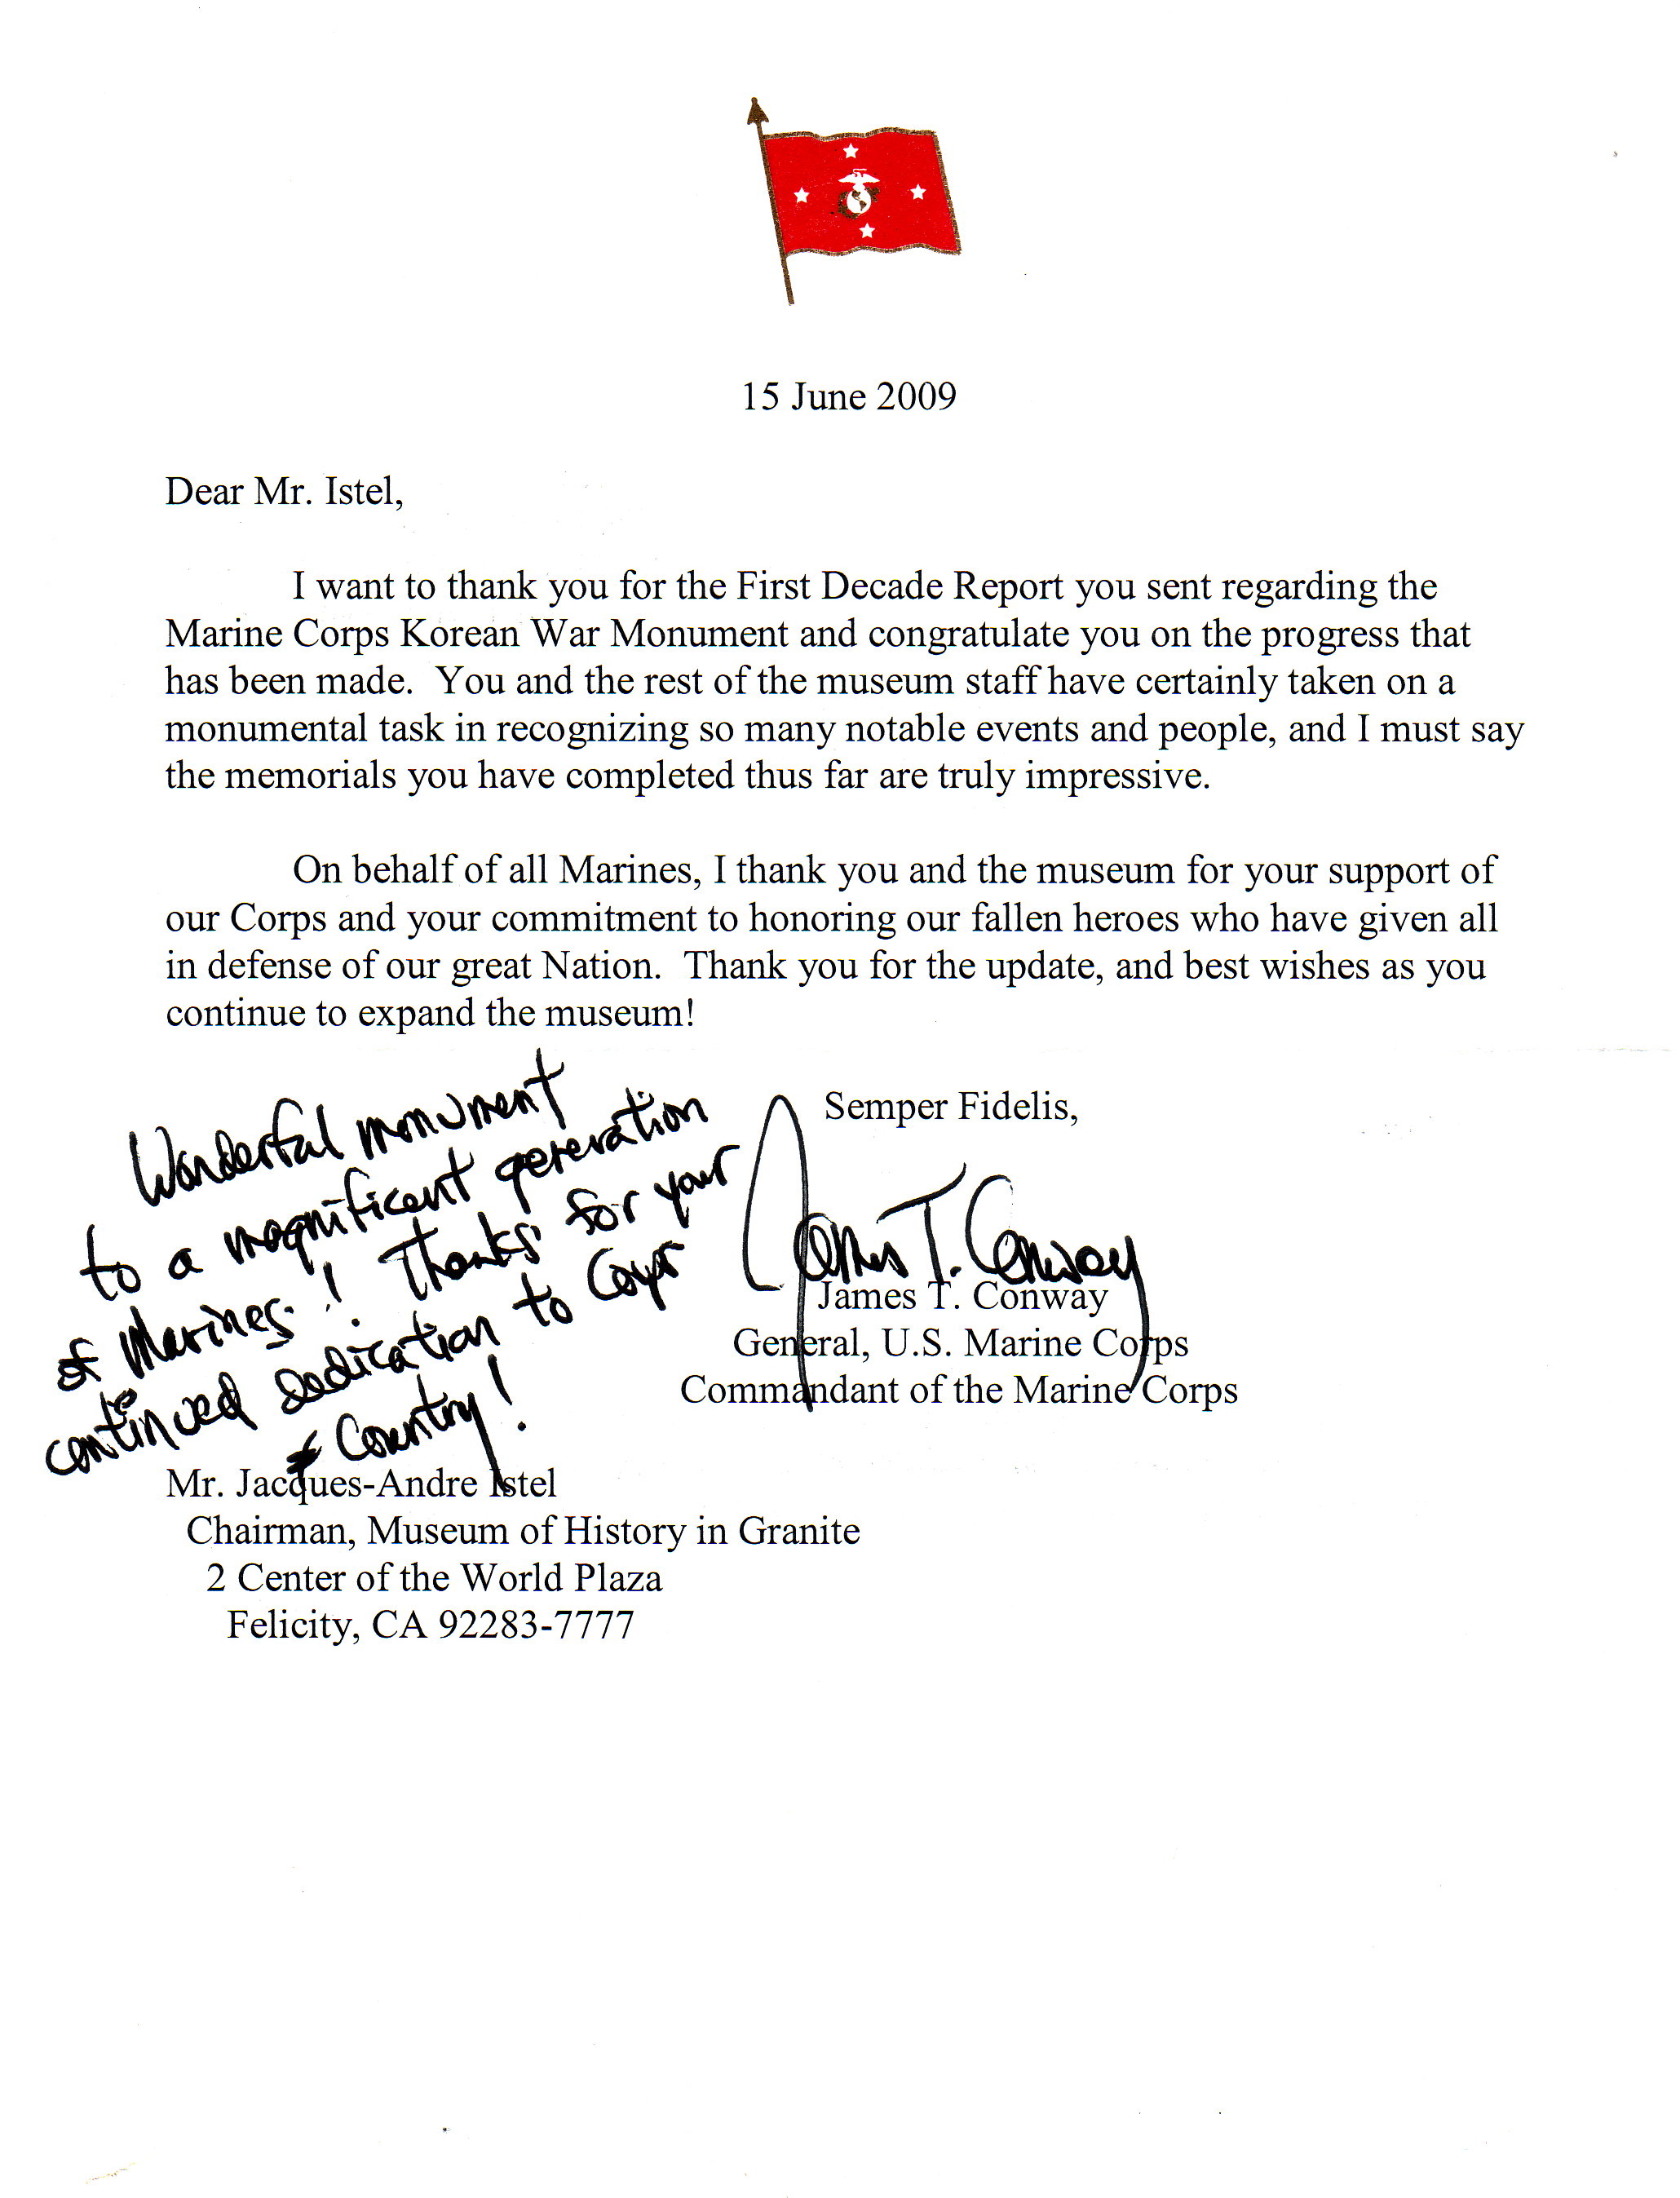 15 June 2009
Dear Mr. Istel,
I want to thank you for the First Decade Report you sent regarding the
Marine Corps Korean War Monument and congratulate you on the progress that
has been made.  You and the rest of the museum staff have certainly taken on a
monumental task in recognizing so many notable events and people, and I must say
the memorials you have completed thus far are truly impressive.
On behalf of all Marines, I thank you and the museum for your support of
our Corps and your commitment to honoring our fallen heroes who have given all
in defense of our great Nation.  Thank you for the update, and best wishes as you
continue to expand the museum!
Semper Fidelis,
James T. Conway
James T. Conway
General, U.S. Marine Corps
Commandant of the Marine Corps
Wonderful monument
to a magnificent generation
of Marines! Thanks for your
continued dedication to Corps
& Country!
Mr. Jacques-Andre Istel
Chairman, Museum of History in Granite
2 Center of the World Plaza
Felicity, CA 92283-7777